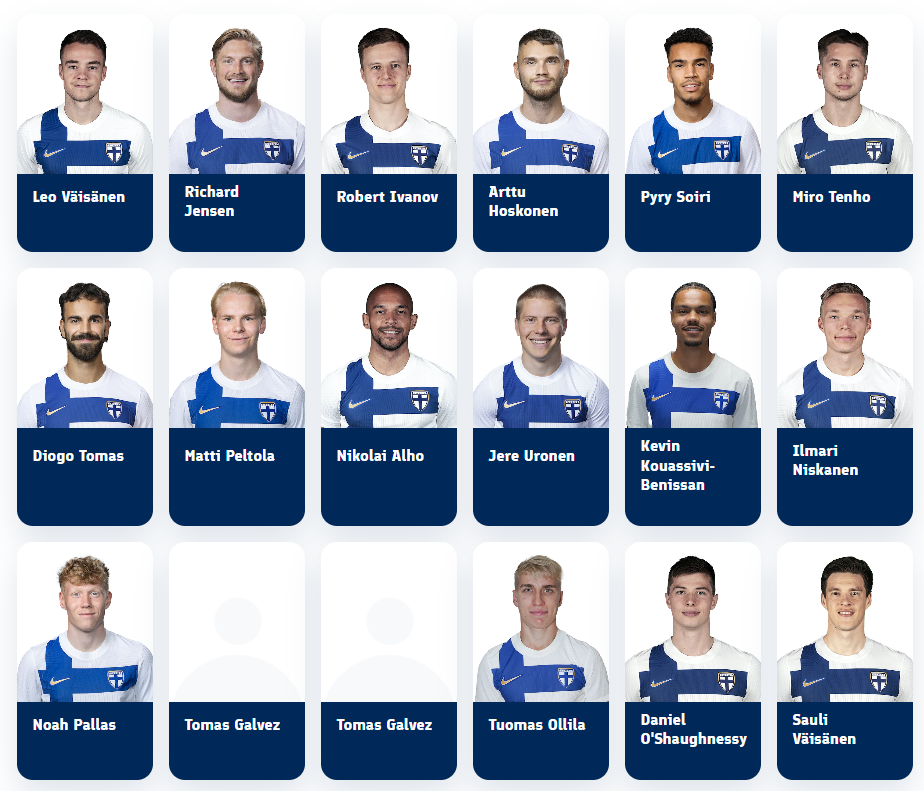 Leo Väisänen
Richard
Jensen
Robert Ivanov
Arttu
Hoskonen
Pyry Soiri
Miro Tenho
Diogo Tomas
Matti Peltola
Nikolai Alho
Jere Uronen
Kevin
Kouassivi-
Benissan
Ilmari
Niskanen
Noah Pallas
Tomas Galvez
Tomas Galvez
Tuomas Ollila
Daniel
O'Shaughnessy
Sauli
Väisänen